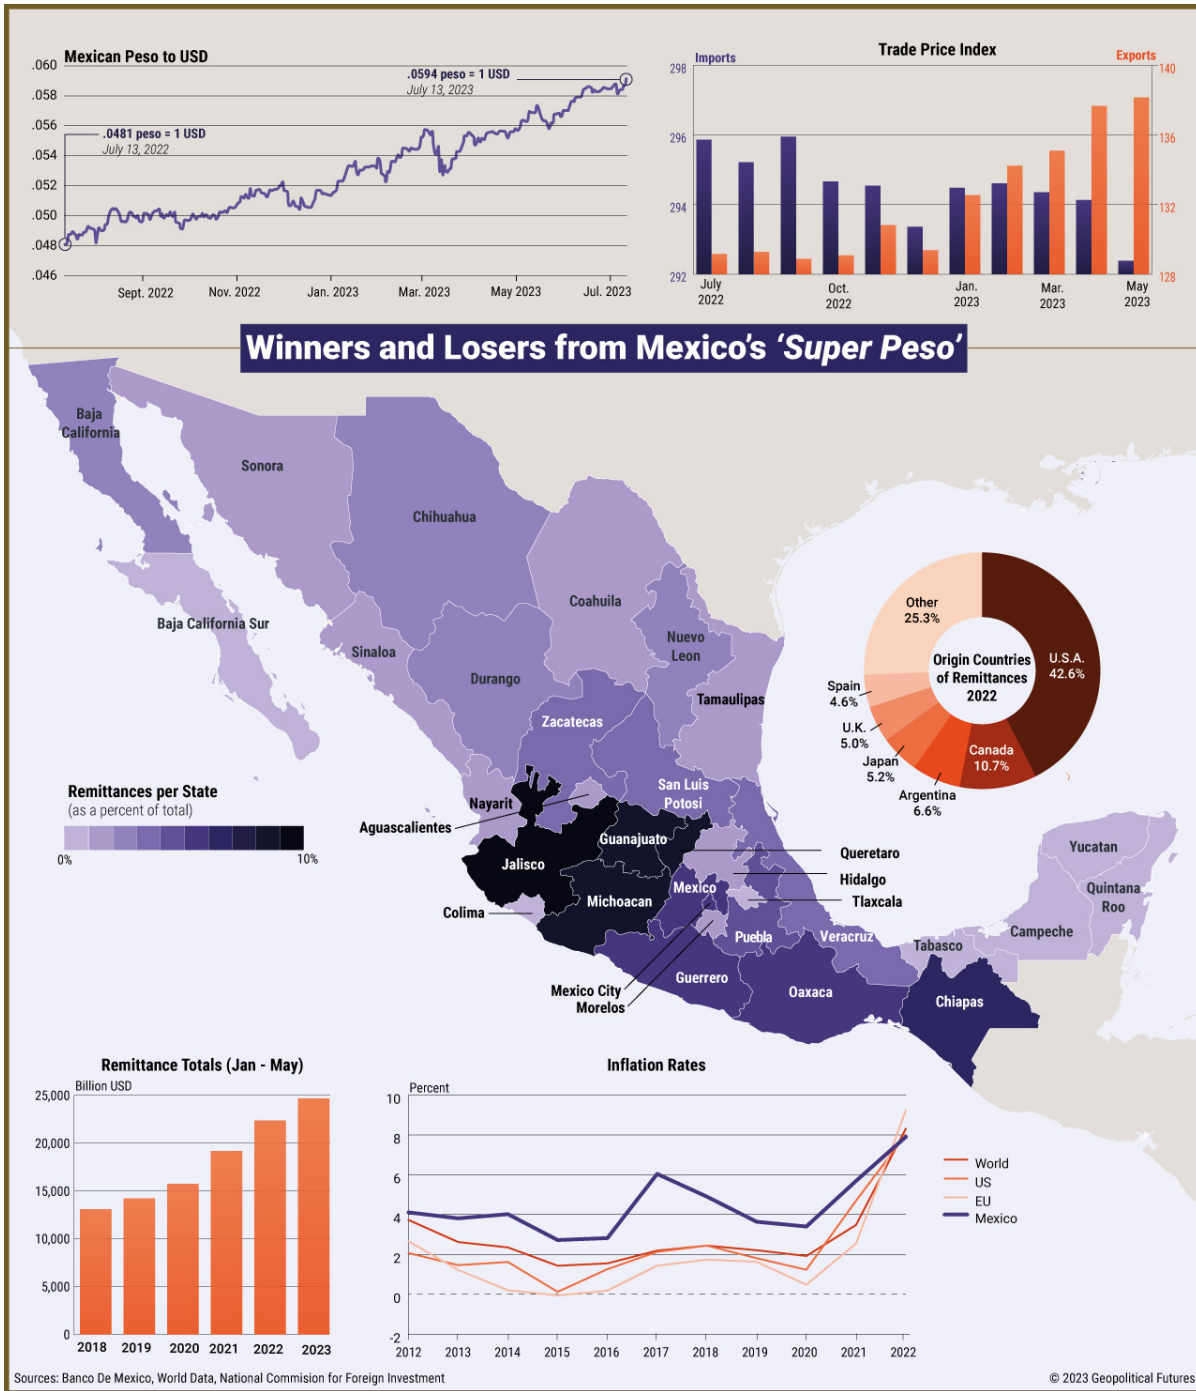 Mexican Peso to USD
.060
.058
.056
.054
.052
.050
.048
.046
.0481 peso = 1 USD
July 13, 2022
.0594 peso = 1 USD
July 13, 2023
Sept. 2022
Nov. 2022
Jan. 2023
Mar. 2023
May 2023
Jul. 2023
Trade Price Index
Imports
Exports
298
296
294
292
140
136
132
128
July
2022
Oct.
2022
Jan.
2023
Mar.
2023
May
2023
Winners and Losers from Mexico's 'Super Peso'
Baja
California
Sonora
Chihuahua
Coahuila
Baja California Sur
Sinaloa
Durango
Nuevo
Leon
Tamaulipas
Zacatecas
San Luis
Potosi
Nayarit
Aguascalientes
Guanajuato
Jalisco
Queretaro
Hidalgo
Tlaxcala
Mexico
Michoacan
Colima
Puebla
Veracruz
Mexico City
Morelos
Guerrero
Oaxaca
Chiapas
Tabasco
Campeche
Yucatan
Quintana
Roo
Origin Countries
of Remittances
2022
U.S.A.
42.6%
Canada
10.7%
Argentina
6.6%
Japan
5.2%
U.K.
5.0%
Spain
4.6%
Other
25.3%
Remittances per State
(as a percent of total)
0%
10%
Remittance Totals (Jan - May)
Billion USD
25,000
20,000
15,000
10,000
5,000
0
2018
2019
2020
2021
2022
2023
Inflation Rates
Percent
10
8
6
4
2
0
-2
2012
2013
2014
2015
2016
2017
2018
2019
2020
2021
2022
World
US
EU
Mexico
Sources: Banco De Mexico, World Data, National Commision for Foreign Investment
© 2023 Geopolitical Futures